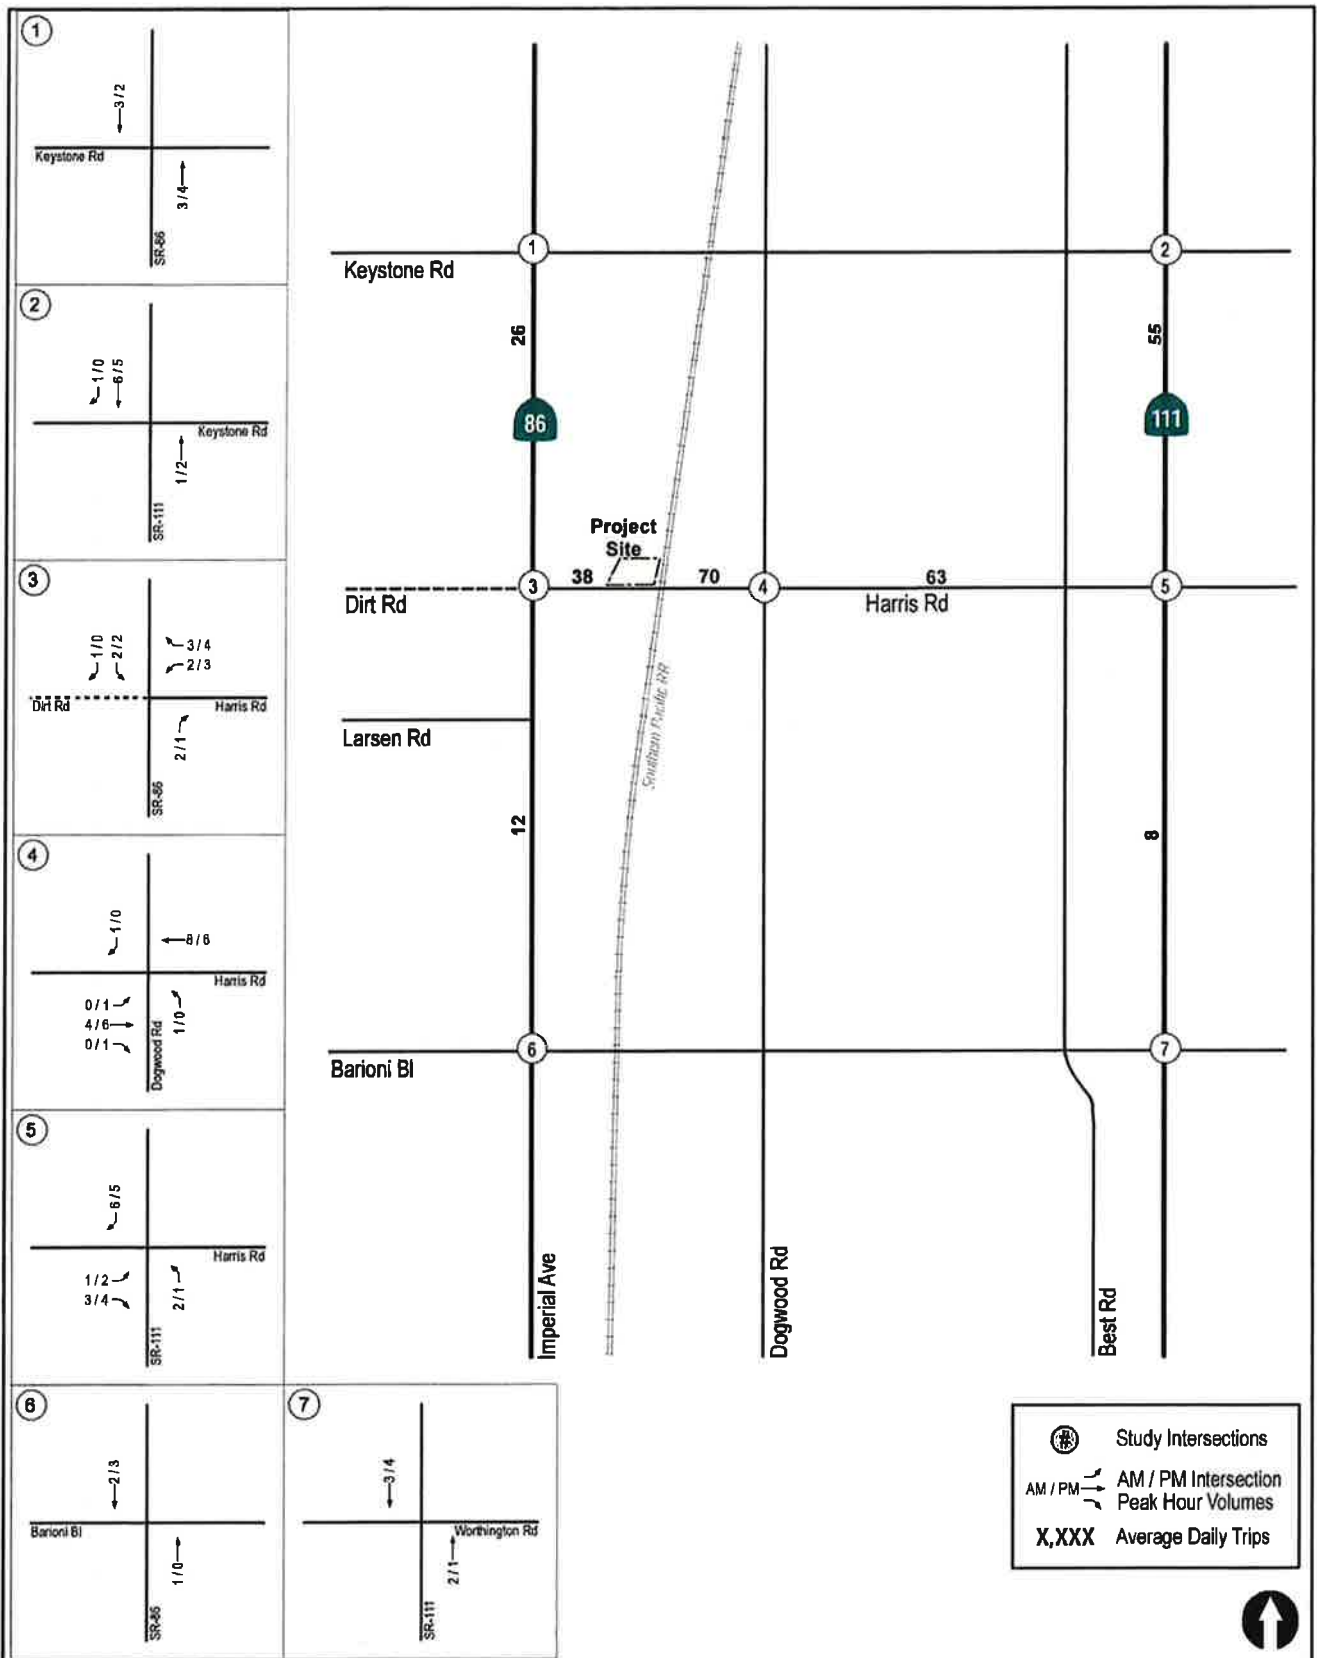 1
3/2
Keystone Rd
3/4
SR-86
2
1/0
6/5
Keystone Rd
1/2
SR-111
3
1/0
2/2
3/4
2/3
Dirt Rd
Harris Rd
2/1
SR-86
4
1/0
8/6
Harris Rd
0/1
4/6
0/1
1/0
Dogwood Rd
5
6/5
Harris Rd
1/2
3/4
2/1
SR-111
6
2/3
Barioni Bl
1/0
SR-86
7
3/4
Worthington Rd
2/1
SR-111
1
2
Keystone Rd
26
55
86
111
Project
Site
38
70
63
3
4
5
Dirt Rd
Harris Rd
Southern Pacific RR
Larsen Rd
12
8
6
7
Barioni Bl
Imperial Ave
Dogwood Rd
Best Rd
# Study Intersections
AM / PM AM / PM Intersection
Peak Hour Volumes
X,XXX Average Daily Trips